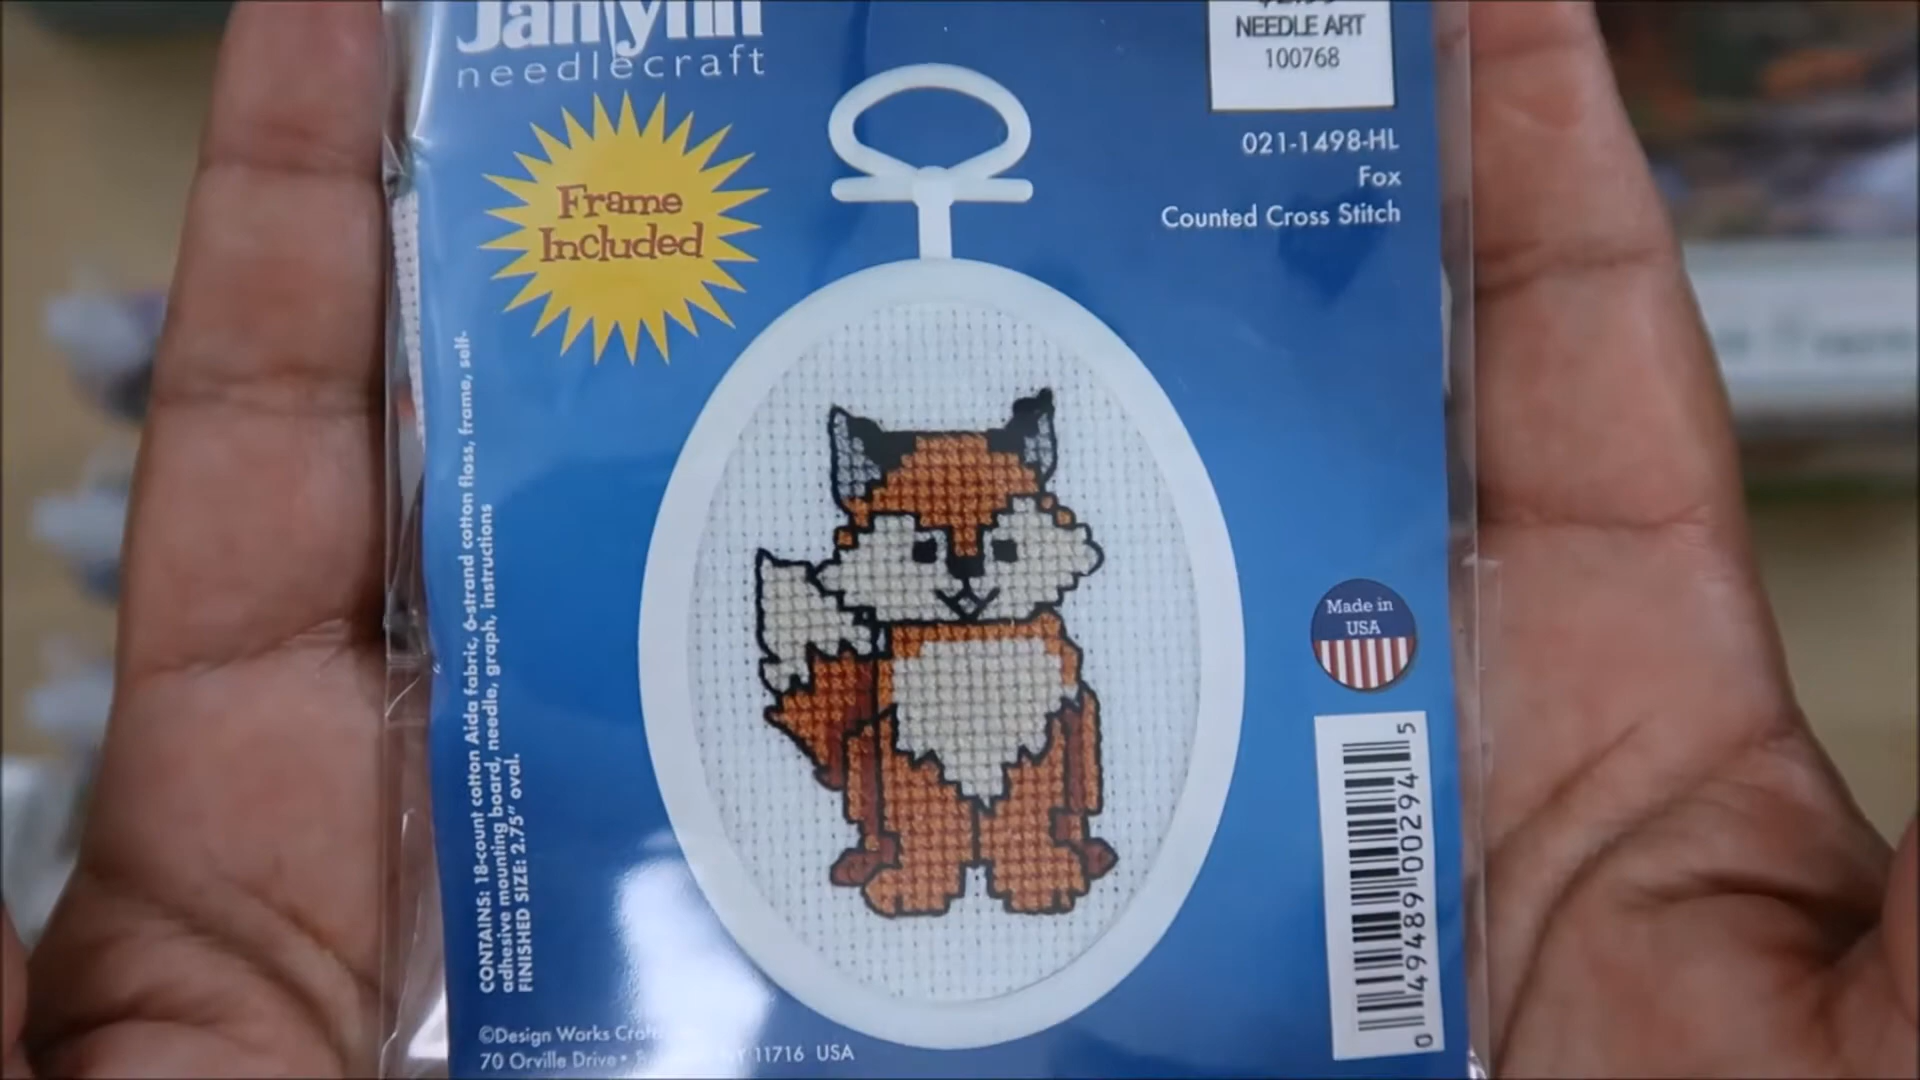 Janlynn
needlecraft
NEEDLE ART
100768
021-1498-HL
Fox
Counted Cross Stitch
Frame
Included
CONTAINS: 18-count cotton Aida fabric, 6-strand cotton floss, frame, self-
adhesive mounting board, needle, needle, graph, instructions
FINISHED SIZE: 2.75" oval.
Made in
USA
0 49489 00294 5
©Design Works
70 Orville Drive • 11716 USA